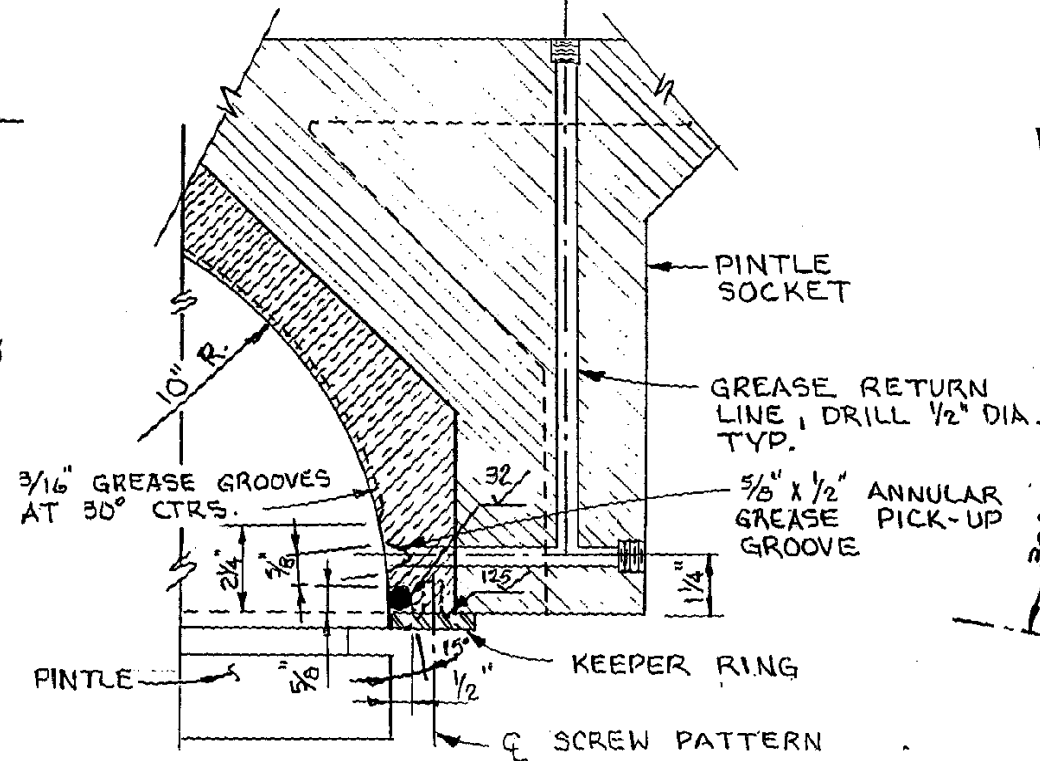 PINTLE
SOCKET
10" R.
GREASE RETURN
LINE, DRILL 1/2" DIA.
TYP.
3/16" GREASE GROOVES
AT 30° CTRS.
32
5/8" X 1/2" ANNULAR
GREASE PICK-UP
GROOVE
2 1/4"
5/8"
125
1 1/4"
15°
KEEPER RING
PINTLE
5/8"
1/2"
℄ SCREW PATTERN